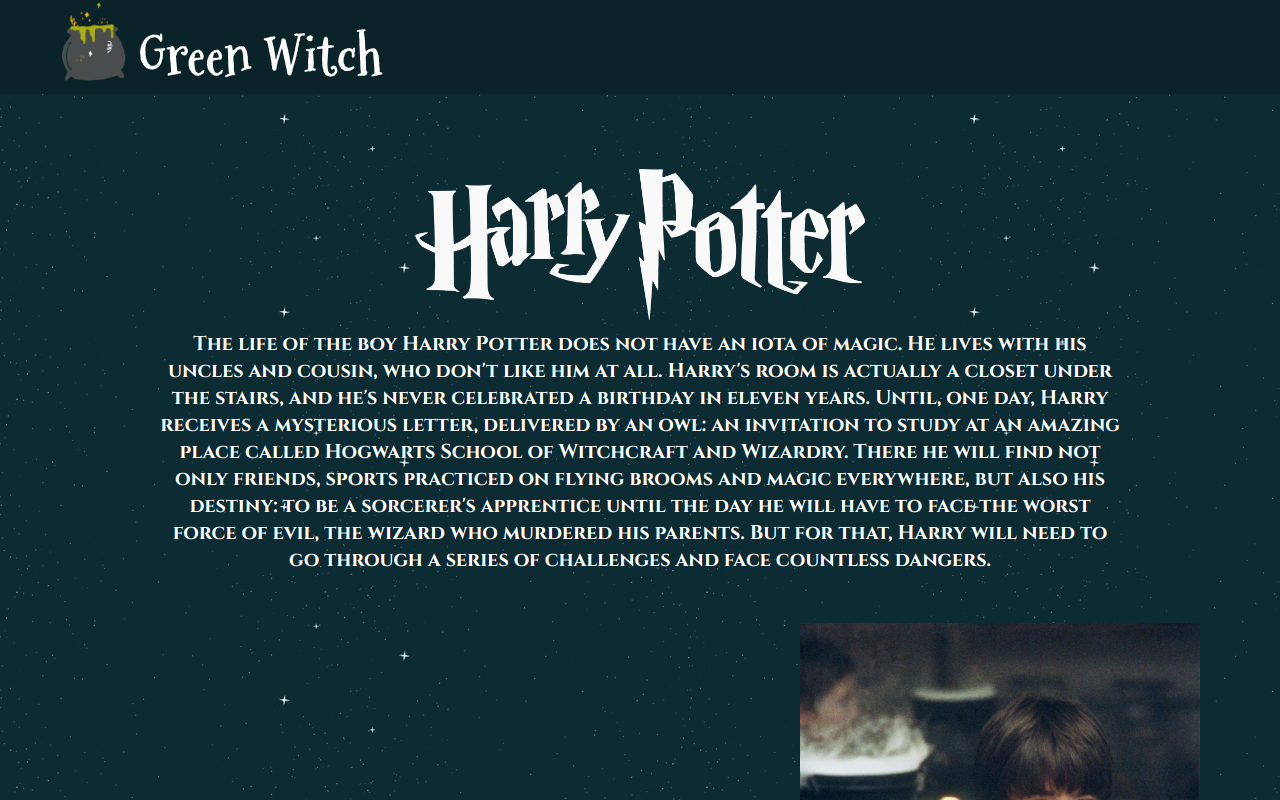 Green Witch
Harry Potter
The life of the boy Harry Potter does not have an iota of magic. He lives with his
uncles and cousin, who don't like him at all. Harry's room is actually a closet under
the stairs, and he's never celebrated a birthday in eleven years. Until, one day, Harry
receives a mysterious letter, delivered by an owl: an invitation to study at an amazing
place called Hogwarts School of Witchcraft and Wizardry. There he will find not
only friends, sports practiced on flying brooms and magic everywhere, but also his
destiny: to be a sorcerer's apprentice until the day he will have to face the worst
force of evil, the wizard who murdered his parents. But for that, Harry will need to
go through a series of challenges and face countless dangers.